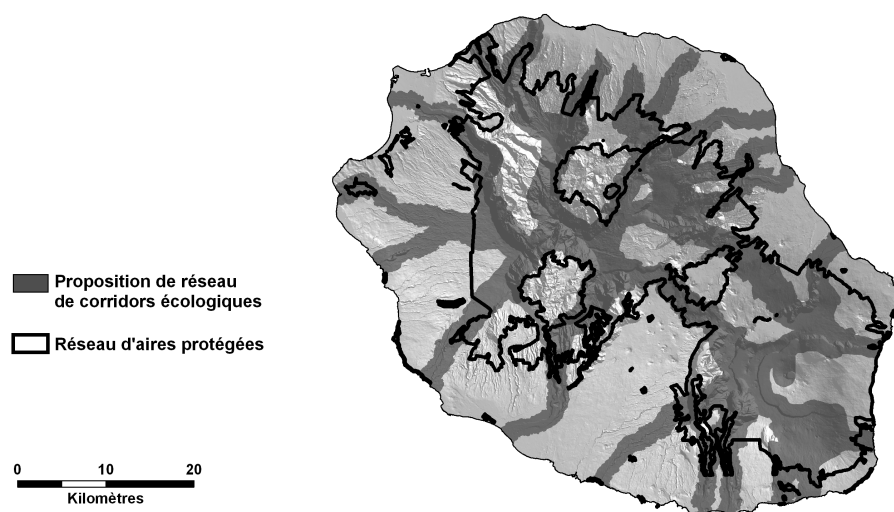 Proposition de réseau
de corridors écologiques
Réseau d'aires protégées
0 10 20
Kilomètres